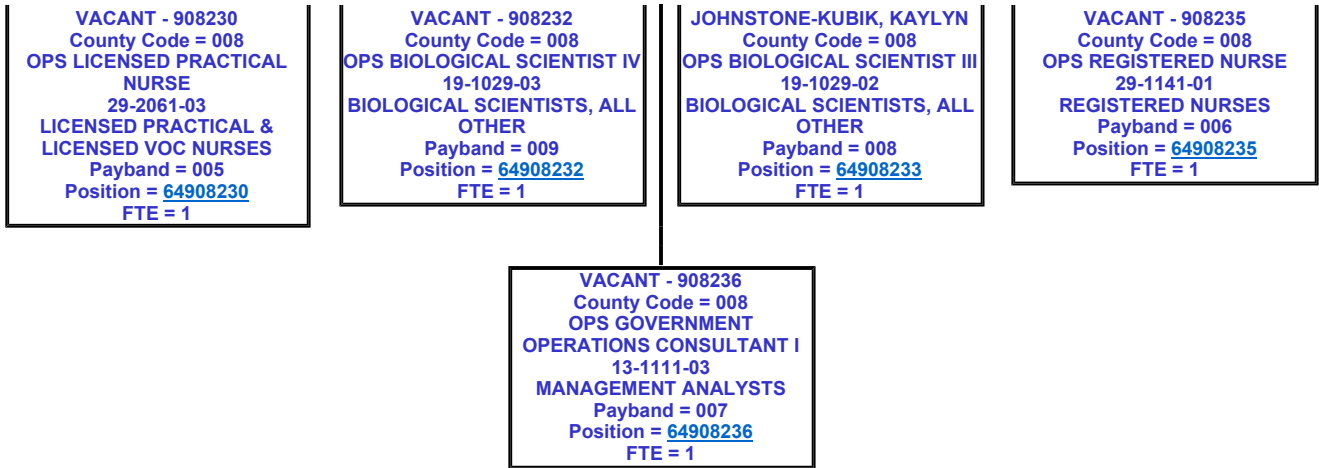 VACANT - 908230
County Code = 008
OPS LICENSED PRACTICAL
NURSE
29-2061-03
LICENSED PRACTICAL &
LICENSED VOC NURSES
Payband = 005
Position = 64908230
FTE = 1
VACANT - 908232
County Code = 008
OPS BIOLOGICAL SCIENTIST IV
19-1029-03
BIOLOGICAL SCIENTISTS, ALL
OTHER
Payband = 009
Position = 64908232
FTE = 1
JOHNSTONE-KUBIK, KAYLYN
County Code = 008
OPS BIOLOGICAL SCIENTIST III
19-1029-02
BIOLOGICAL SCIENTISTS, ALL
OTHER
Payband = 008
Position = 64908233
FTE = 1
VACANT - 908235
County Code = 008
OPS REGISTERED NURSE
29-1141-01
REGISTERED NURSES
Payband = 006
Position = 64908235
FTE = 1
VACANT - 908236
County Code = 008
OPS GOVERNMENT
OPERATIONS CONSULTANT I
13-1111-03
MANAGEMENT ANALYSTS
Payband = 007
Position = 64908236
FTE = 1